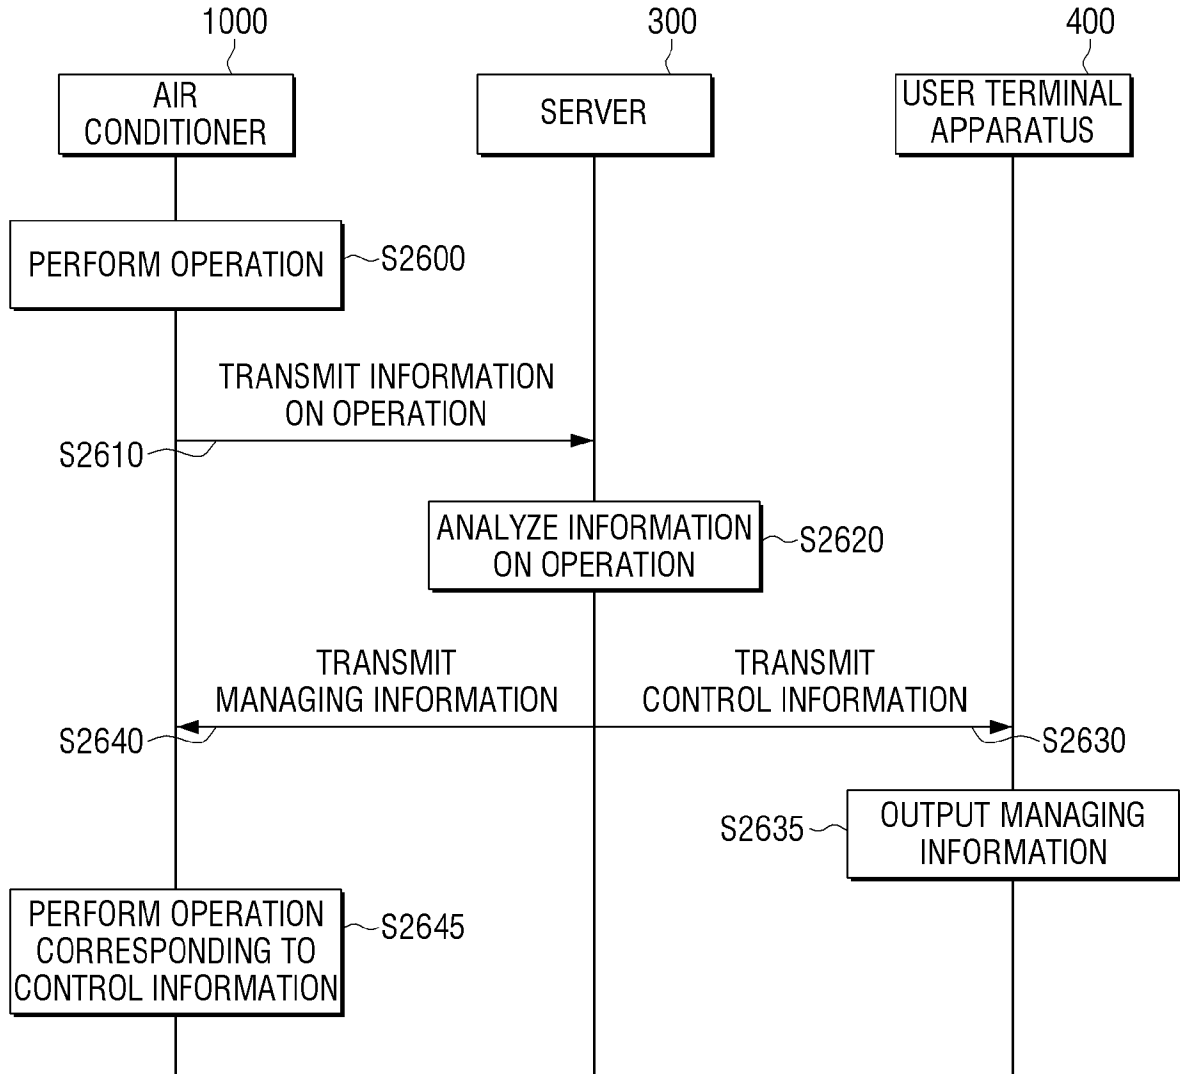 1000
300
400
AIR
CONDITIONER
SERVER
USER TERMINAL
APPARATUS
PERFORM OPERATION
S2600
TRANSMIT INFORMATION
ON OPERATION
S2610
ANALYZE INFORMATION
ON OPERATION
S2620
TRANSMIT
MANAGING INFORMATION
TRANSMIT
CONTROL INFORMATION
S2640
S2630
S2635
OUTPUT MANAGING
INFORMATION
PERFORM OPERATION
CORRESPONDING TO
CONTROL INFORMATION
S2645